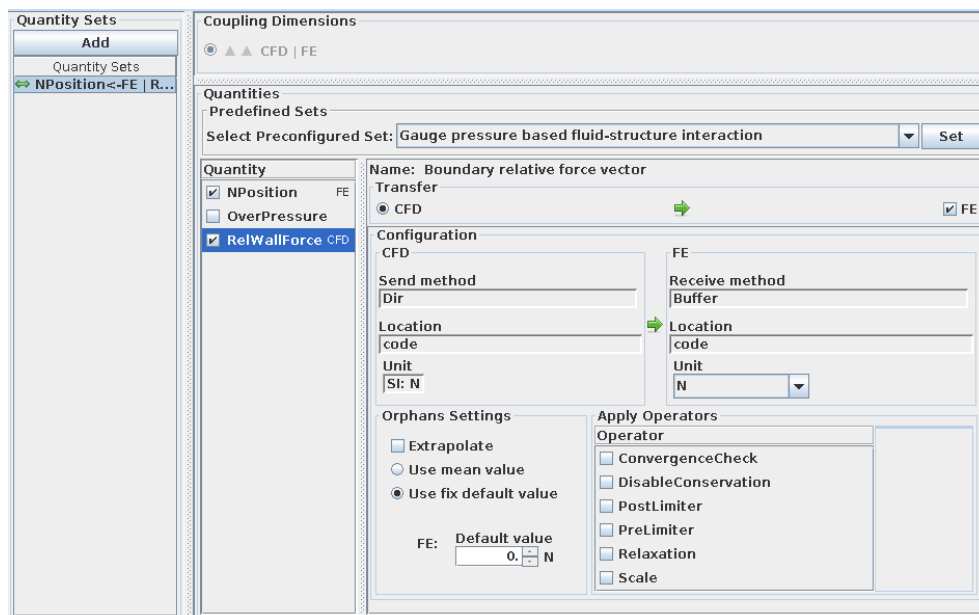 Quantity Sets
Add
Quantity Sets
NPosition<-FE | R...
Coupling Dimensions
CFD | FE
Quantities
Predefined Sets
Select Preconfigured Set: Gauge pressure based fluid-structure interaction Set
Quantity
NPosition FE
OverPressure
RelWallForce CFD
Name: Boundary relative force vector
Transfer
CFD FE
Configuration
CFD
Send method
Dir
Location
code
Unit
SI: N
FE
Receive method
Buffer
Location
code
Unit
N
Orphans Settings
Extrapolate
Use mean value
Use fix default value
Default value
FE: 0. N
Apply Operators
Operator
ConvergenceCheck
DisableConservation
PostLimiter
PreLimiter
Relaxation
Scale